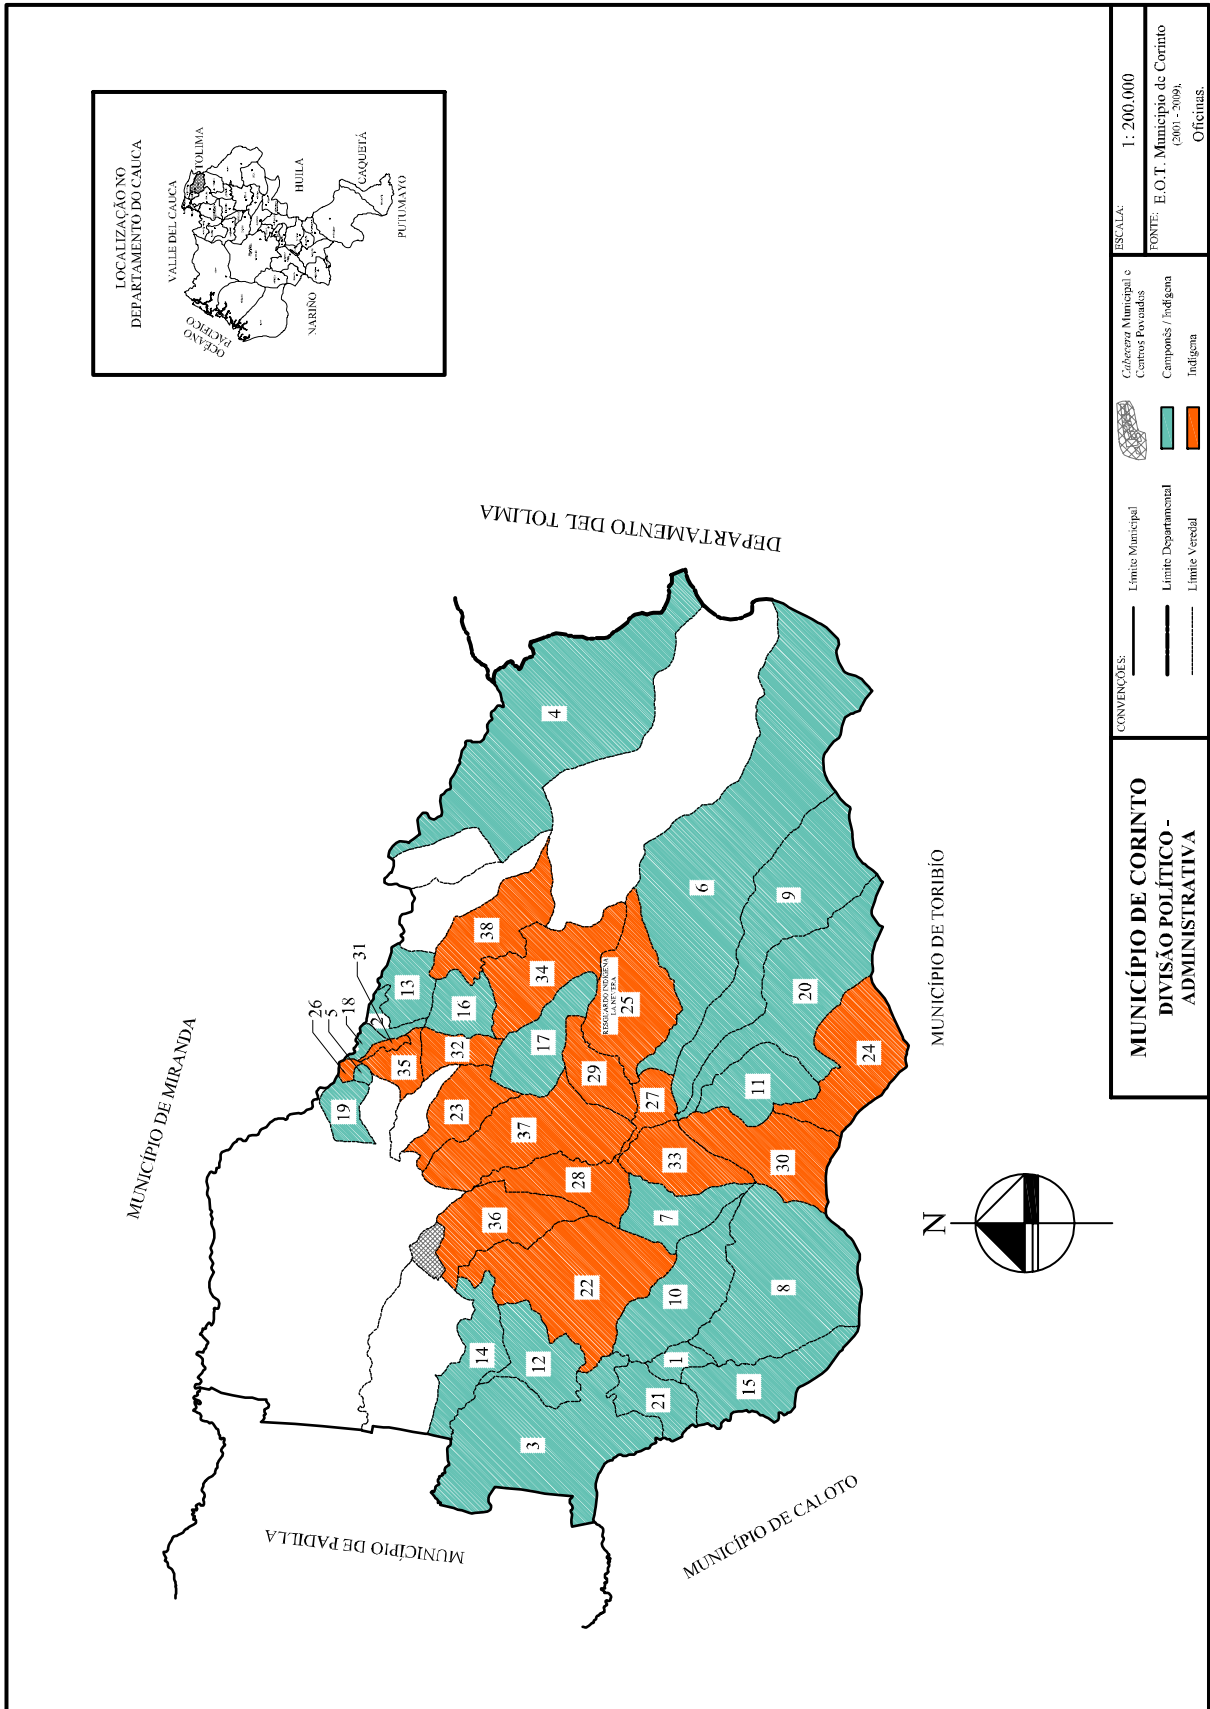 LOCALIZAÇÃO NO
DEPARTAMENTO DO CAUCA
VALLE DEL CAUCA
TOLIMA
OCÉANO
PACÍFICO
HUILA
NARIÑO
CAQUETÁ
PUTUMAYO
MUNICÍPIO DE MIRANDA
DEPARTAMENTO DEL TOLIMA
MUNICÍPIO DE PADILLA
MUNICÍPIO DE CALOTO
MUNICÍPIO DE TORIBÍO
26
5
18
31
2
13
19
35
32
16
38
34
4
23
17
RESGUARDO INDÍGENA
LA NEVERA
25
29
37
27
6
9
20
24
11
33
30
28
36
7
22
10
8
14
12
1
21
15
3
N
MUNICÍPIO DE CORINTO
DIVISÃO POLÍTICO -
ADMINISTRATIVA
CONVENÇÕES:
Límite Municipal
Límite Departamental
Límite Veredal
Cabecera Municipal e
Centros Povoados
Camponês / Indígena
Indígena
ESCALA:
1: 200.000
FONTE:
E.O.T. Município de Corinto
(2001 - 2009).
Oficinas.